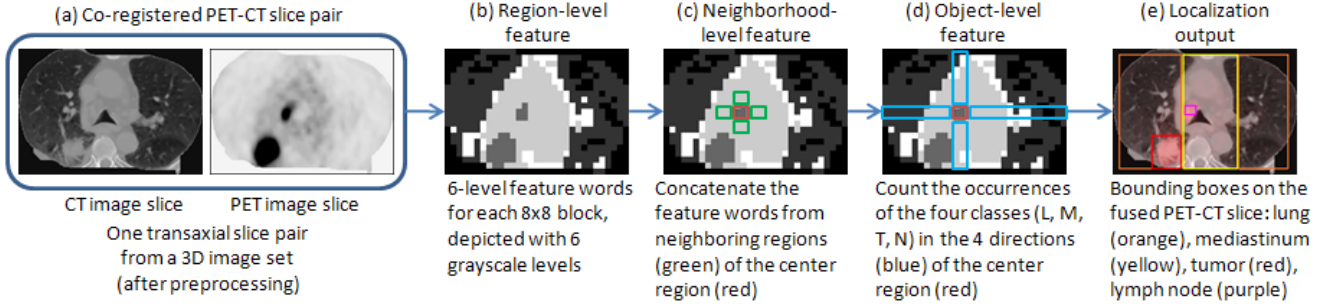 (a) Co-registered PET-CT slice pair
CT image slice
PET image slice
One transaxial slice pair
from a 3D image set
(after preprocessing)
(b) Region-level
feature
6-level feature words
for each 8x8 block,
depicted with 6
grayscale levels
(c) Neighborhood-
level feature
Concatenate the
feature words from
neighboring regions
(green) of the center
region (red)
(d) Object-level
feature
Count the occurrences
of the four classes (L, M,
T, N) in the 4 directions
(blue) of the center
region (red)
(e) Localization
output
Bounding boxes on the
fused PET-CT slice: lung
(orange), mediastinum
(yellow), tumor (red),
lymph node (purple)